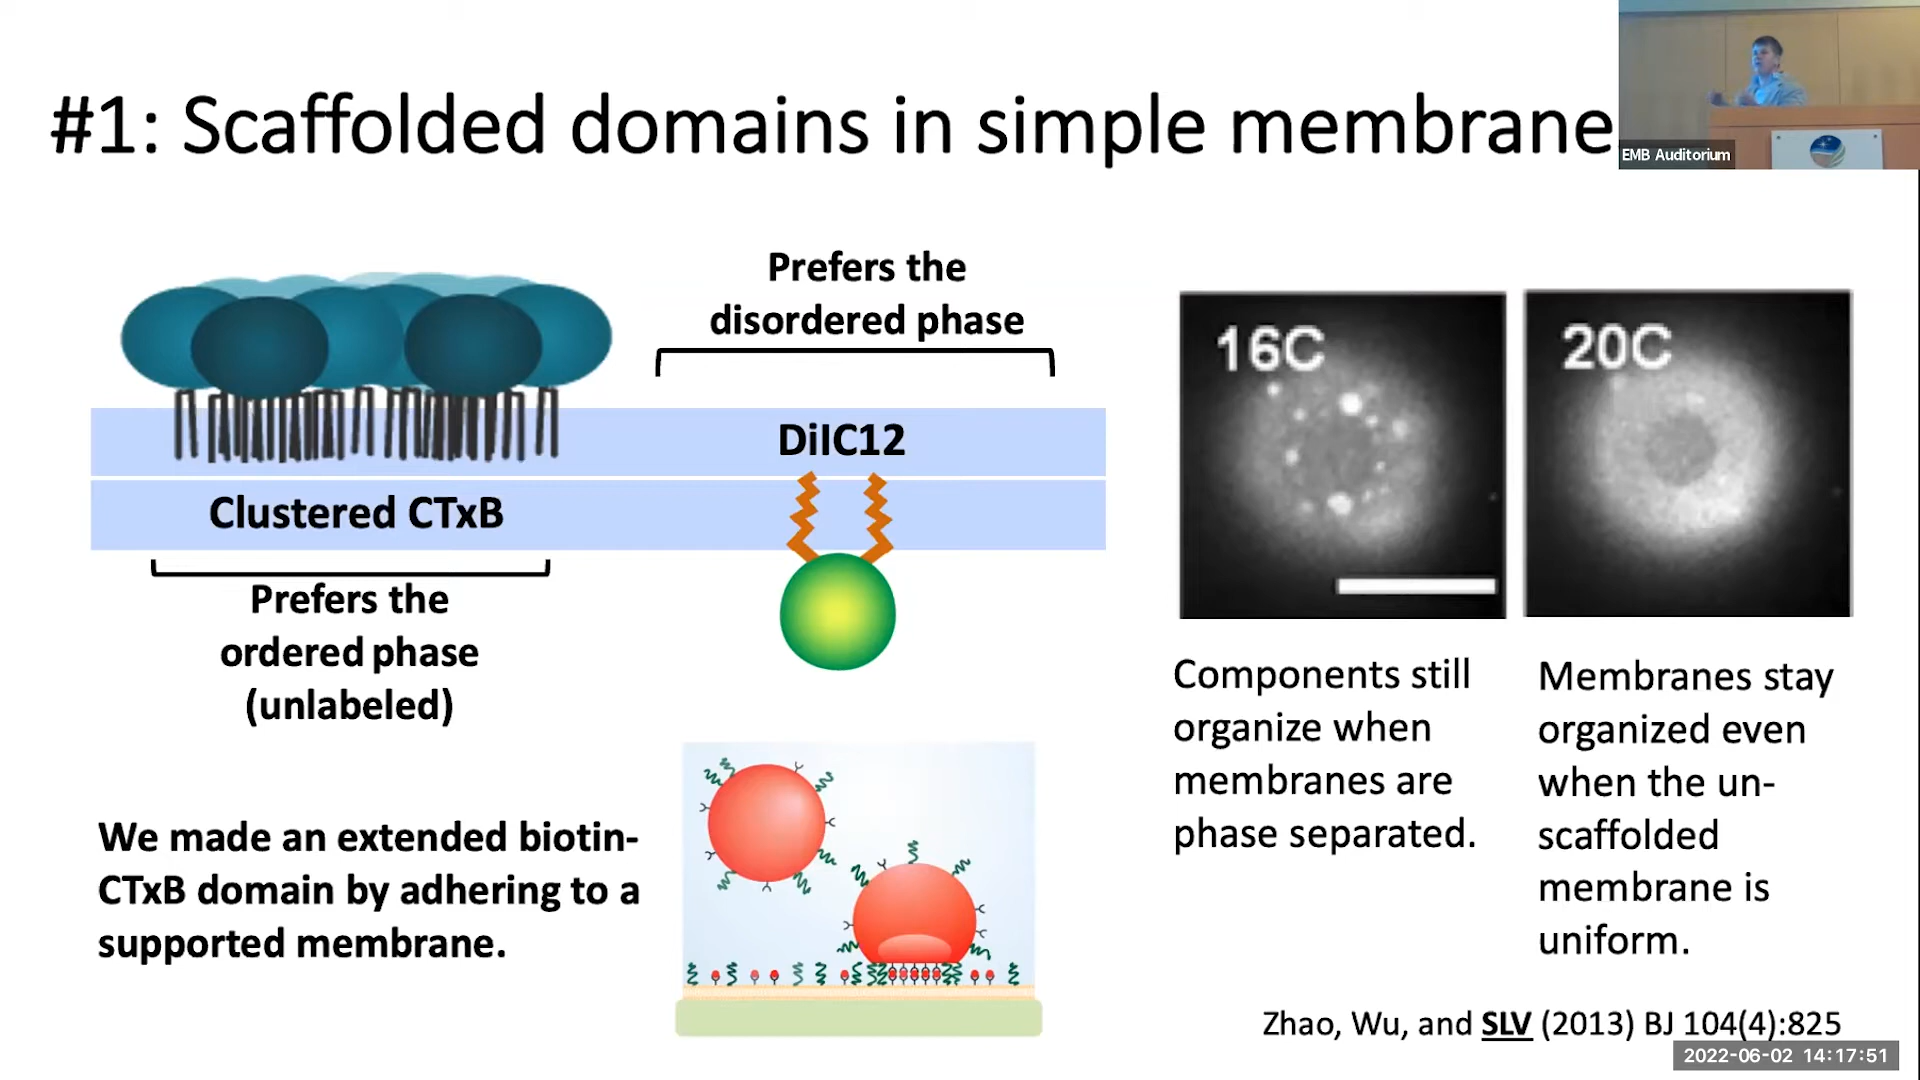 #1: Scaffolded domains in simple membrane
EMB Auditorium
Prefers the
disordered phase
DiIC12
Clustered CTxB
Prefers the
ordered phase
(unlabeled)
We made an extended biotin-
CTxB domain by adhering to a
supported membrane.
16C
20C
Components still
organize when
membranes are
phase separated.
Membranes stay
organized even
when the un-
scaffolded
membrane is
uniform.
Zhao, Wu, and SLV (2013) BJ 104(4):825
2022-06-02 14:17:51